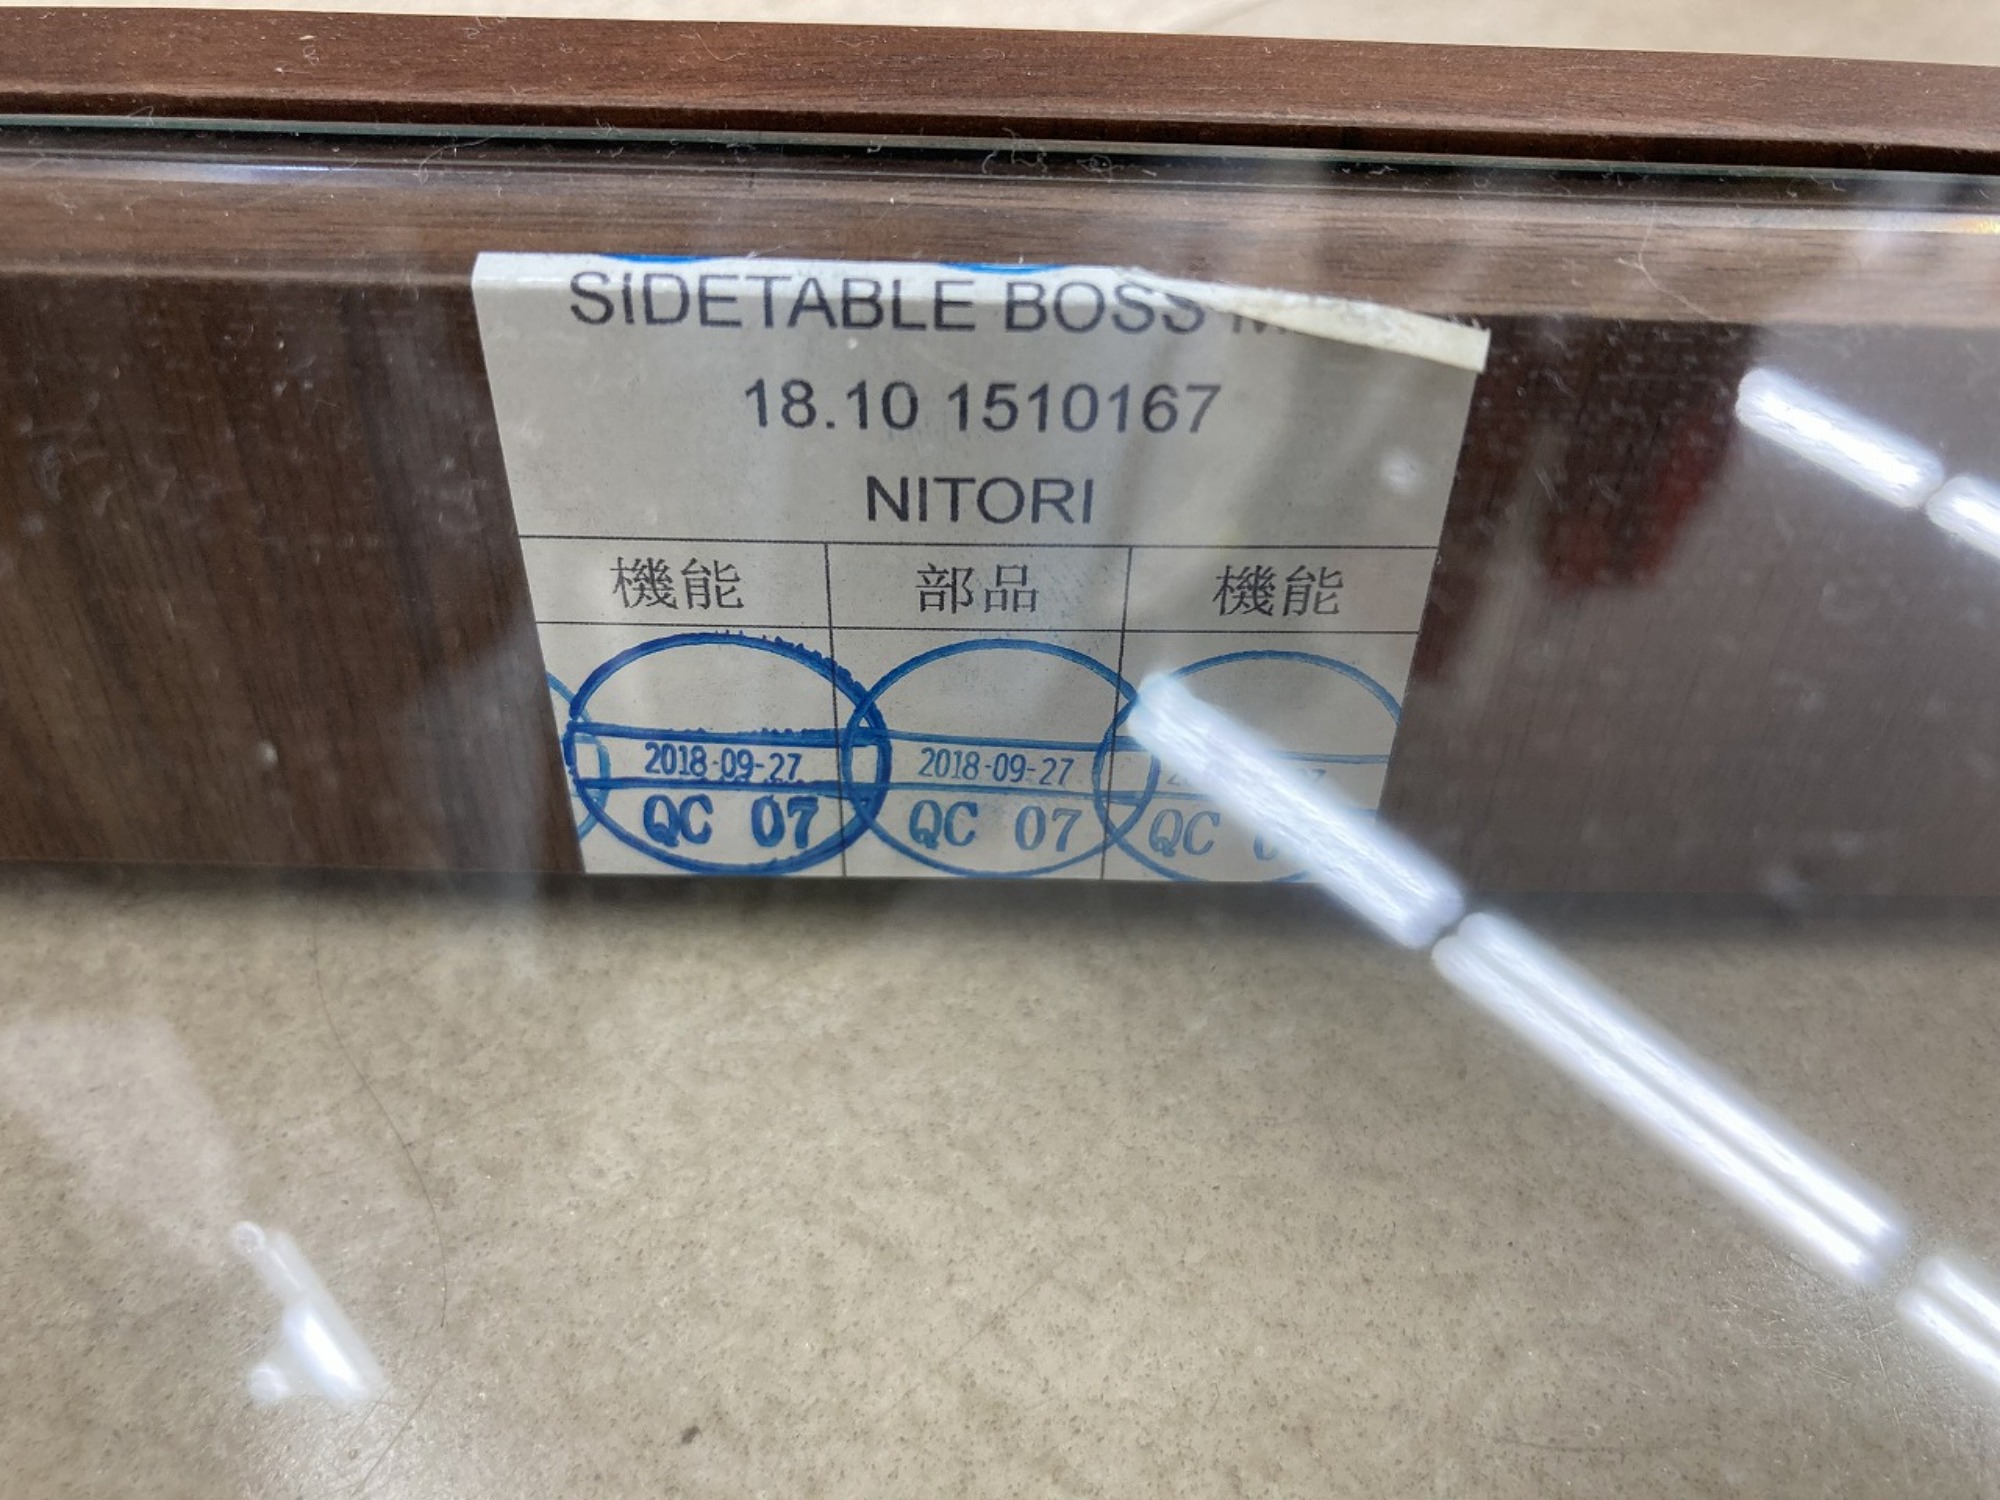 SIDETABLE BOSS
18.10 1510167
NITORI
機能 部品 機能
2018-09-27 2018-09-27
QC 07 QC 07 QC